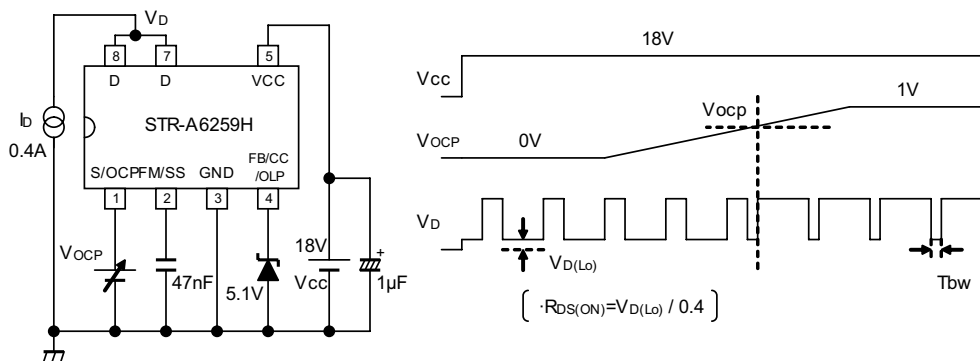 VD
8
7
5
D
D
VCC
ID
0.4A
STR-A6259H
S/OCP
FM/SS
GND
FB/CC
/OLP
1
2
3
4
VOCP
47nF
5.1V
18V
Vcc
+
1µF
Vcc
18V
VOCP
0V
Vocp
1V
VD
VD(Lo)
Tbw
·RDS(ON)=VD(Lo) / 0.4